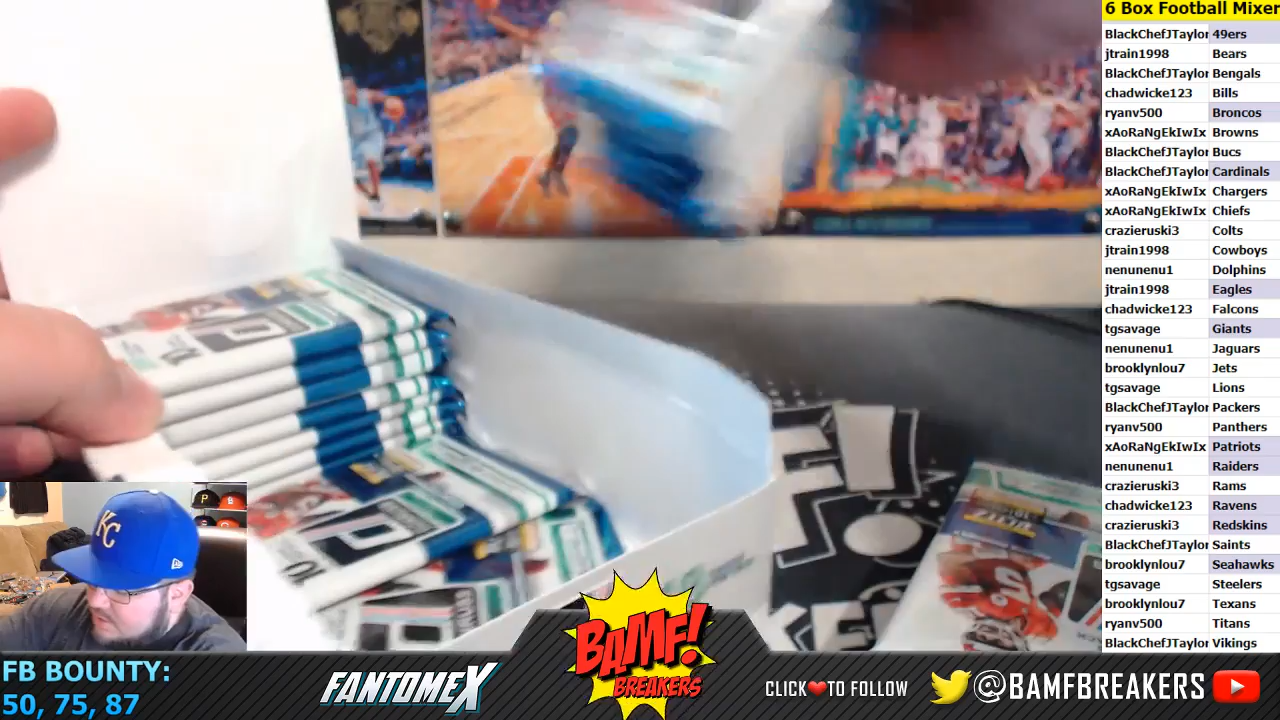 6 Box Football Mixer
BlackChefJTaylor 49ers
jtrain1998 Bears
BlackChefJTaylor Bengals
chadwicke123 Bills
ryanv500 Broncos
xAoRaNgEkIwIx Browns
BlackChefJTaylor Bucs
BlackChefJTaylor Cardinals
xAoRaNgEkIwIx Chargers
xAoRaNgEkIwIx Chiefs
crazieruski3 Colts
jtrain1998 Cowboys
nenunenu1 Dolphins
jtrain1998 Eagles
chadwicke123 Falcons
tgsavage Giants
nenunenu1 Jaguars
brooklynlou7 Jets
tgsavage Lions
BlackChefJTaylor Packers
ryanv500 Panthers
xAoRaNgEkIwIx Patriots
nenunenu1 Raiders
crazieruski3 Rams
chadwicke123 Ravens
crazieruski3 Redskins
BlackChefJTaylor Saints
brooklynlou7 Seahawks
tgsavage Steelers
brooklynlou7 Texans
ryanv500 Titans
BlackChefJTaylor Vikings
KC
P
FB BOUNTY:
50, 75, 87
FANTOMEX
BAMF!
BREAKERS
CLICK TO FOLLOW
@BAMFBREAKERS